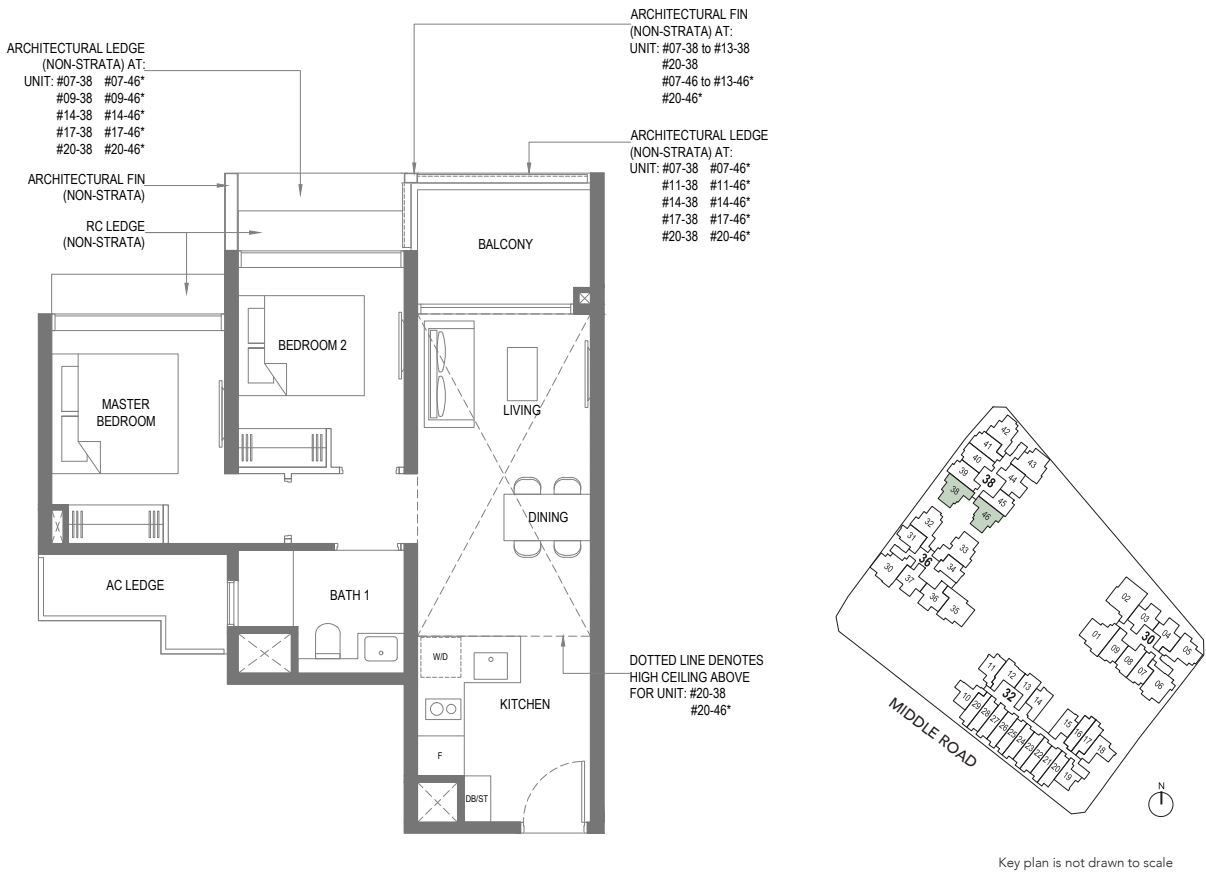 ARCHITECTURAL LEDGE
(NON-STRATA) AT:
UNIT: #07-38 #07-46*
#09-38 #09-46*
#14-38 #14-46*
#17-38 #17-46*
#20-38 #20-46*
ARCHITECTURAL FIN
(NON-STRATA)
RC LEDGE
(NON-STRATA)
ARCHITECTURAL FIN
(NON-STRATA) AT:
UNIT: #07-38 to #13-38
#20-38
#07-46 to #13-46*
#20-46*
ARCHITECTURAL LEDGE
(NON-STRATA) AT:
UNIT: #07-38 #07-46*
#11-38 #11-46*
#14-38 #14-46*
#17-38 #17-46*
#20-38 #20-46*
BALCONY
BEDROOM 2
MASTER
BEDROOM
LIVING
DINING
AC LEDGE
BATH 1
W/D
KITCHEN
F
DB/ST
DOTTED LINE DENOTES
HIGH CEILING ABOVE
FOR UNIT: #20-38
#20-46*
42
41
40
43
39
38
44
38
45
46
32
31
33
36
30
34
37
36
35
02
03
04
01
30
05
09
08
07
06
11
12
13
32
14
10
29
28
27
26
25
24
23
22
21
20
19
15
16
17
18
MIDDLE ROAD
N
Key plan is not drawn to scale